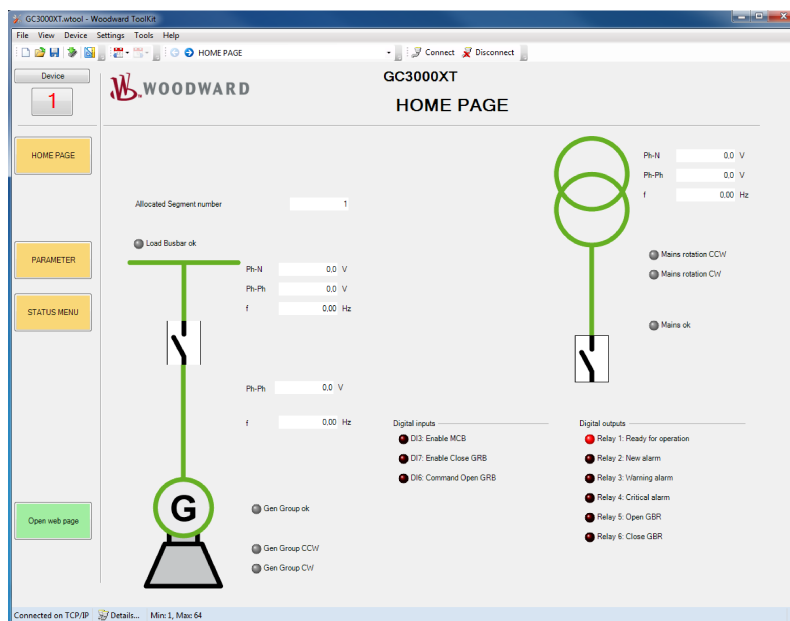 GC3000XT.wtool - Woodward ToolKit
File View Device Settings Tools Help
HOME PAGE Connect Disconnect
Device
1
WOODWARD
GC3000XT
HOME PAGE
HOME PAGE
PARAMETER
STATUS MENU
Open web page
Allocated Segment number 1
Load Busbar ok
Ph-N 0,0 V
Ph-Ph 0,0 V
f 0,00 Hz
Ph-Ph 0,0 V
f 0,00 Hz
G
Gen Group ok
Gen Group CCW
Gen Group CW
Ph-N 0,0 V
Ph-Ph 0,0 V
f 0,00 Hz
Mains rotation CCW
Mains rotation CW
Mains ok
Digital inputs
DI3: Enable MCB
DI7: Enable Close GRB
DI6: Command Open GRB
Digital outputs
Relay 1: Ready for operation
Relay 2: New alarm
Relay 3: Warning alarm
Relay 4: Critical alarm
Relay 5: Open GBR
Relay 6: Close GBR
Connected on TCP/IP Details... Min: 1, Max: 64